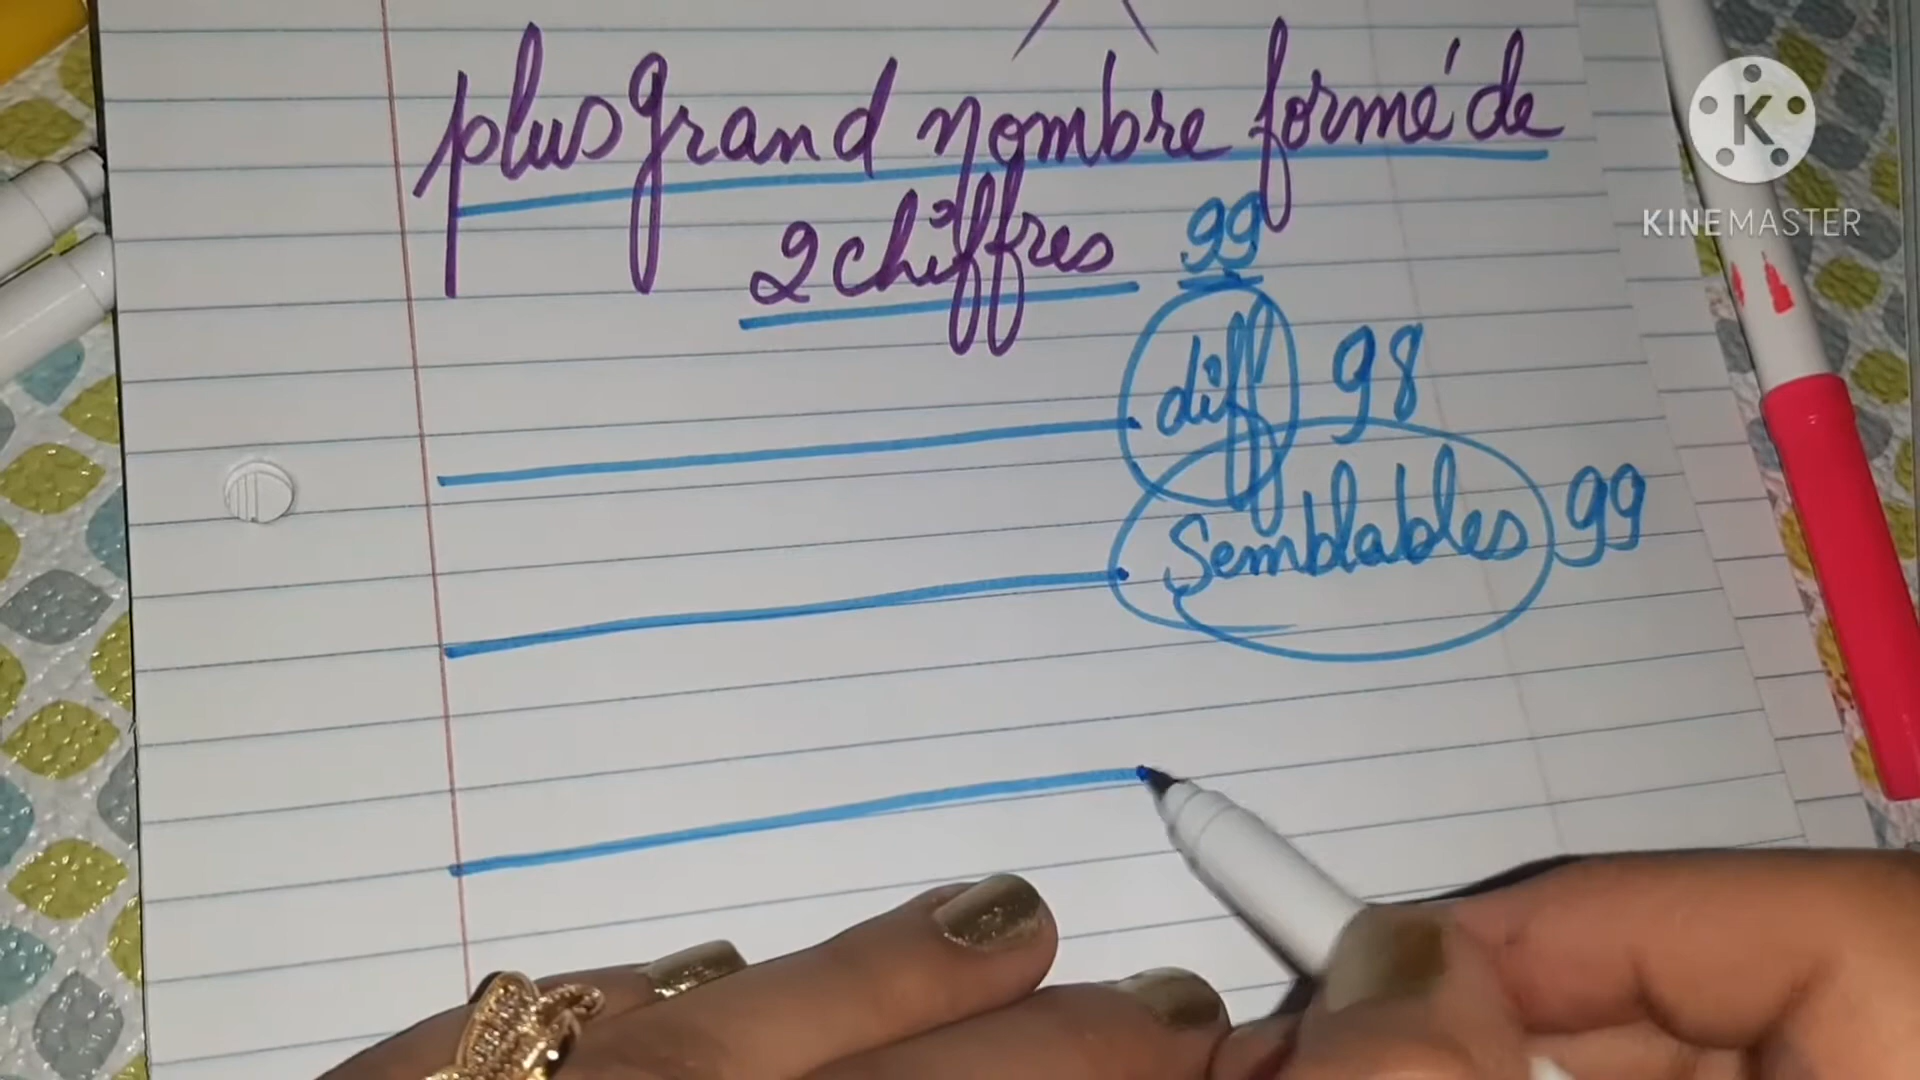 plus grand nombre formé de
2 chiffres 99
diff 98
Semblables 99
K
KINEMASTER